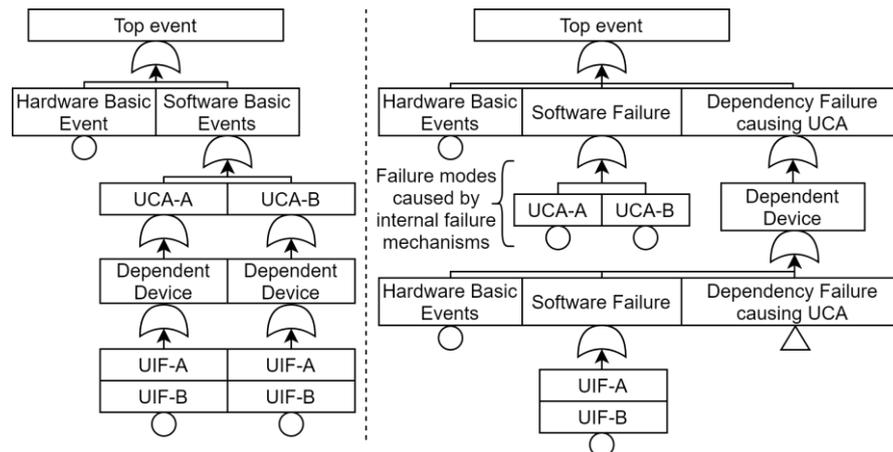 Top event
Hardware Basic
Event
Software Basic
Events
UCA-A
UCA-B
Dependent
Device
Dependent
Device
UIF-A
UIF-A
UIF-B
UIF-B
Top event
Hardware Basic
Events
Software Failure
Dependency Failure
causing UCA
Failure modes
caused by
internal failure
mechanisms
UCA-A
UCA-B
Dependent
Device
Hardware Basic
Events
Software Failure
Dependency Failure
causing UCA
UIF-A
UIF-B